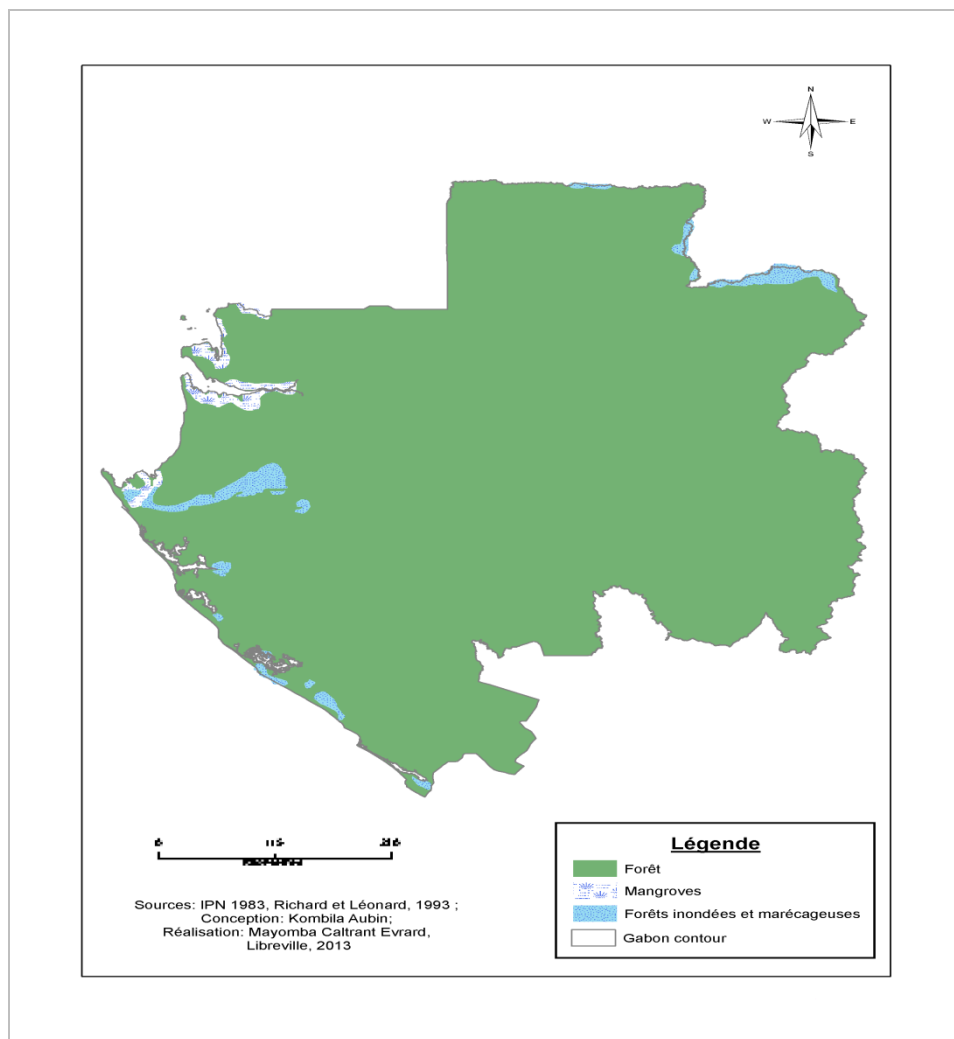 N
W E
S
Légende
Forêt
Mangroves
Forêts inondées et marécageuses
Gabon contour
Sources: IPN 1983, Richard et Léonard, 1993 ;
Conception: Kombila Aubin;
Réalisation: Mayomba Caltrant Evrard,
Libreville, 2013